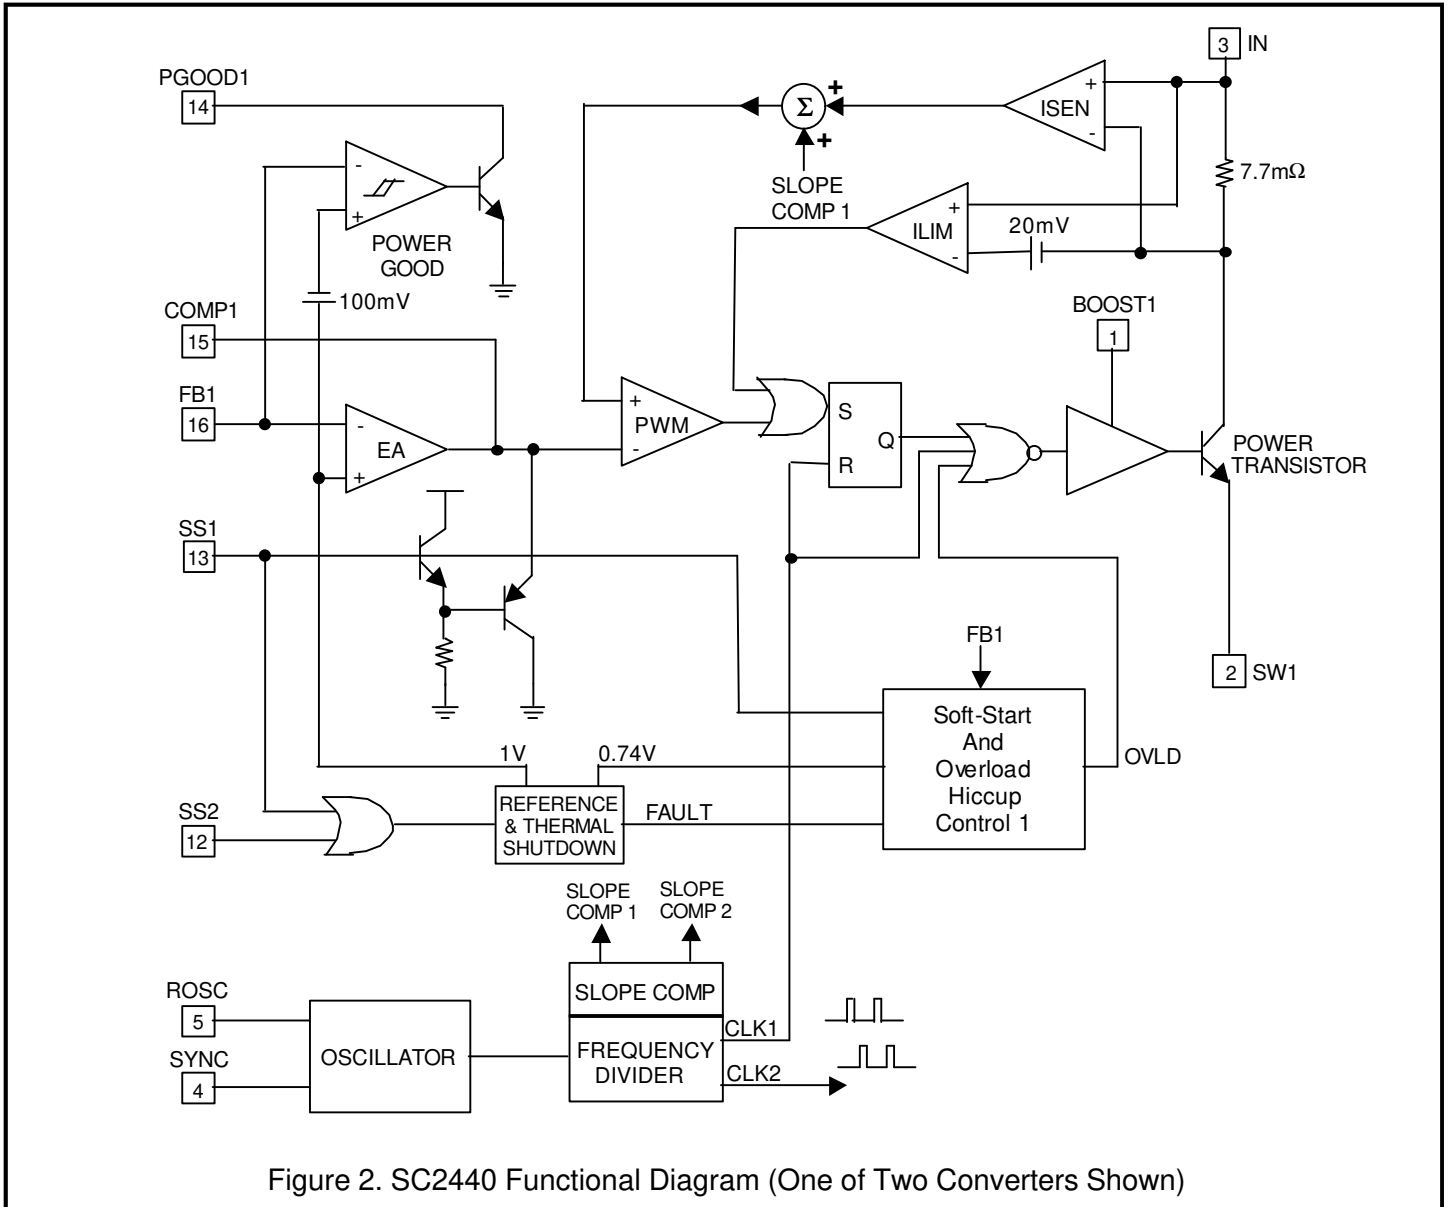 3 IN
PGOOD1
14
+
Σ
+
+
ISEN
-
7.7mΩ
SLOPE
COMP 1
-
+
POWER
GOOD
+
ILIM
-
20mV
100mV
COMP1
15
BOOST1
1
FB1
16
-
EA
+
+
PWM
-
S
Q
R
POWER
TRANSISTOR
SS1
13
FB1
2 SW1
Soft-Start
And
Overload
Hiccup
Control 1
OVLD
1V
0.74V
REFERENCE
& THERMAL
SHUTDOWN
FAULT
SS2
12
SLOPE
COMP 1
SLOPE
COMP 2
SLOPE COMP
ROSC
5
SYNC
4
OSCILLATOR
FREQUENCY
DIVIDER
CLK1
CLK2
Figure 2. SC2440 Functional Diagram (One of Two Converters Shown)